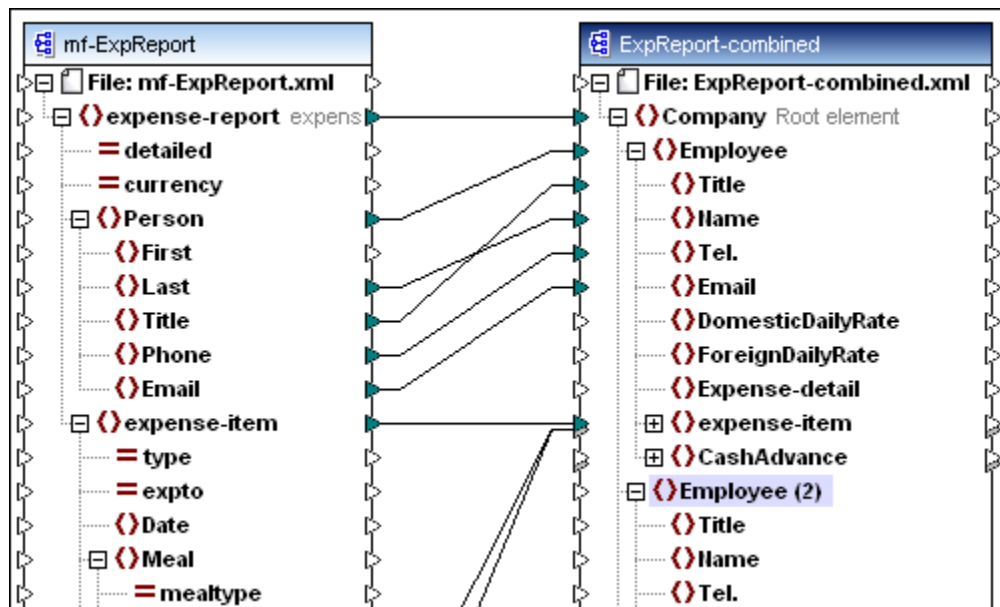 mf-ExpReport
File: mf-ExpReport.xml
expense-report expens
detailed
currency
Person
First
Last
Title
Phone
Email
expense-item
type
expto
Date
Meal
mealtype
ExpReport-combined
File: ExpReport-combined.xml
Company Root element
Employee
Title
Name
Tel.
Email
DomesticDailyRate
ForeignDailyRate
Expense-detail
expense-item
CashAdvance
Employee (2)
Title
Name
Tel.